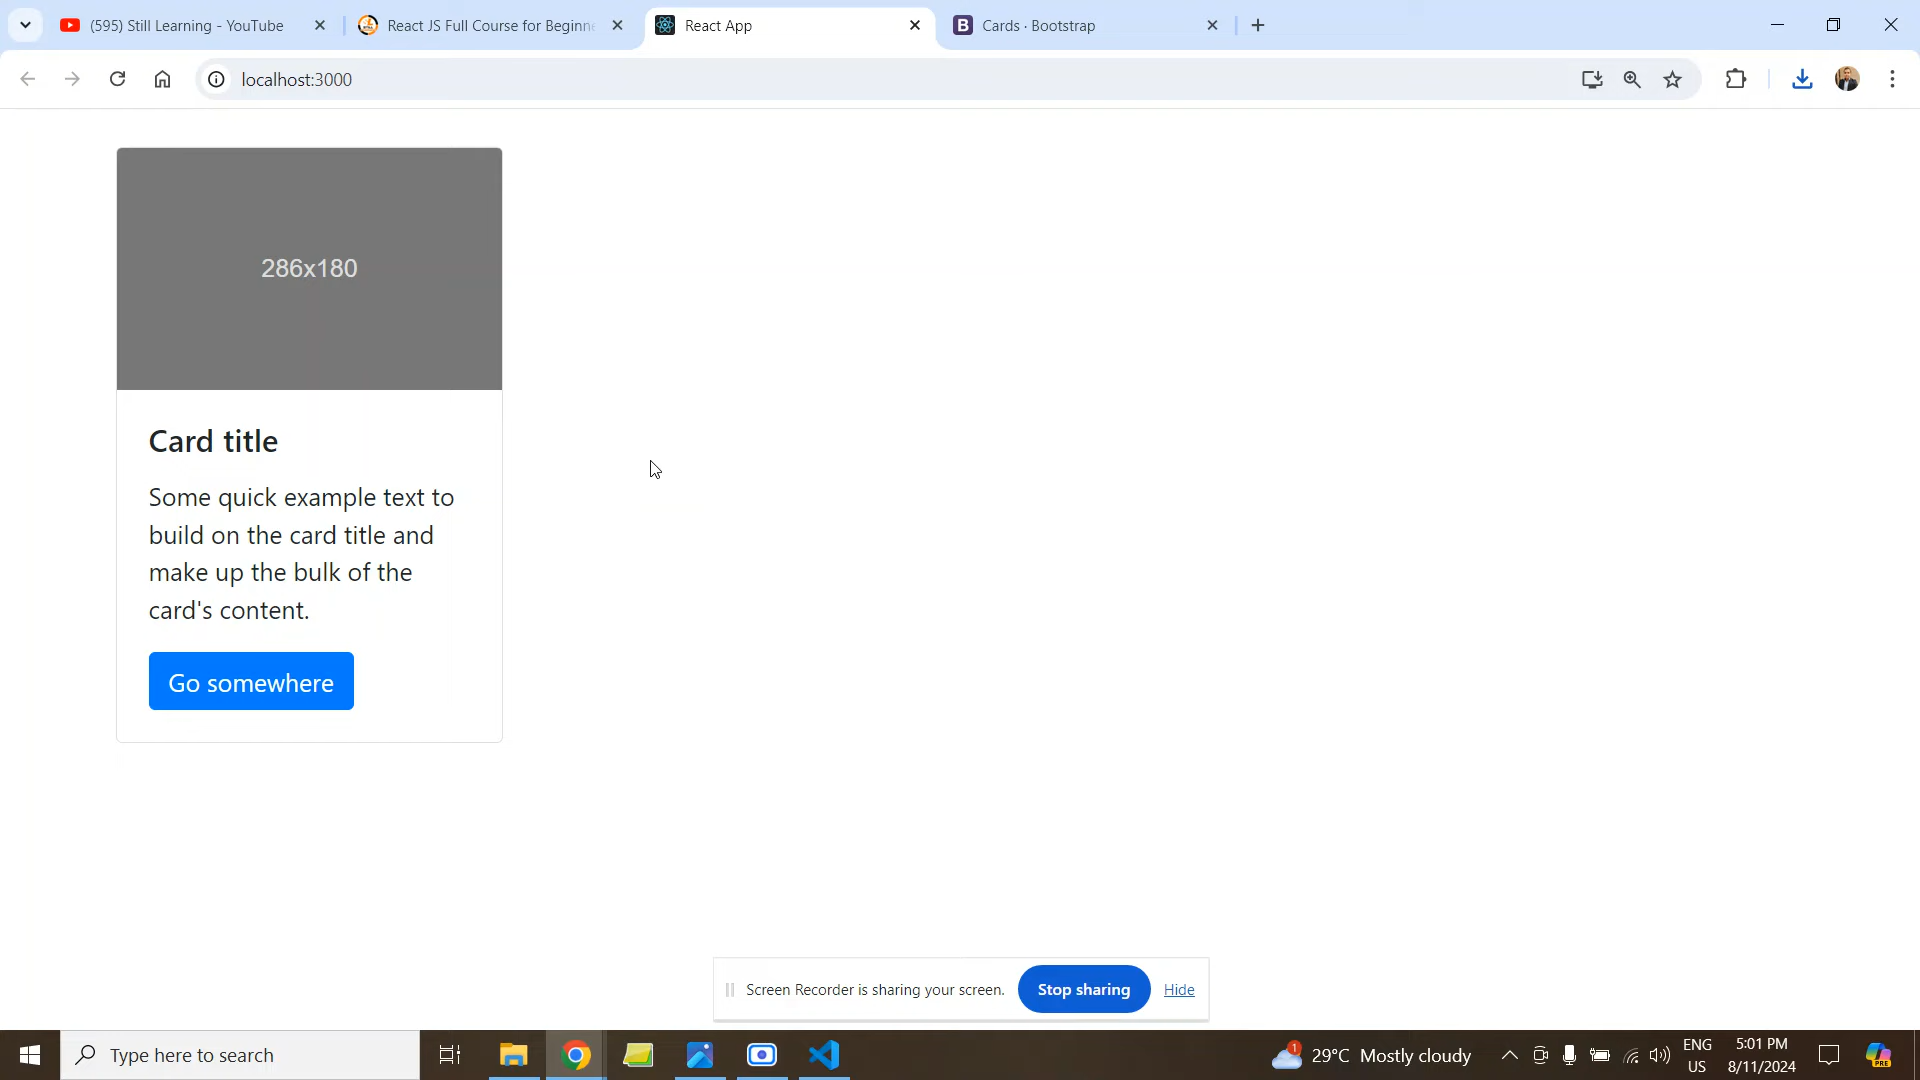 (595) Still Learning - YouTube
React JS Full Course for Beginne
React App
Cards · Bootstrap
localhost:3000
286x180
Card title
Some quick example text to
build on the card title and
make up the bulk of the
card's content.
Go somewhere
Screen Recorder is sharing your screen.
Stop sharing
Hide
Type here to search
1
29°C Mostly cloudy
ENG
US
5:01 PM
8/11/2024
PRE